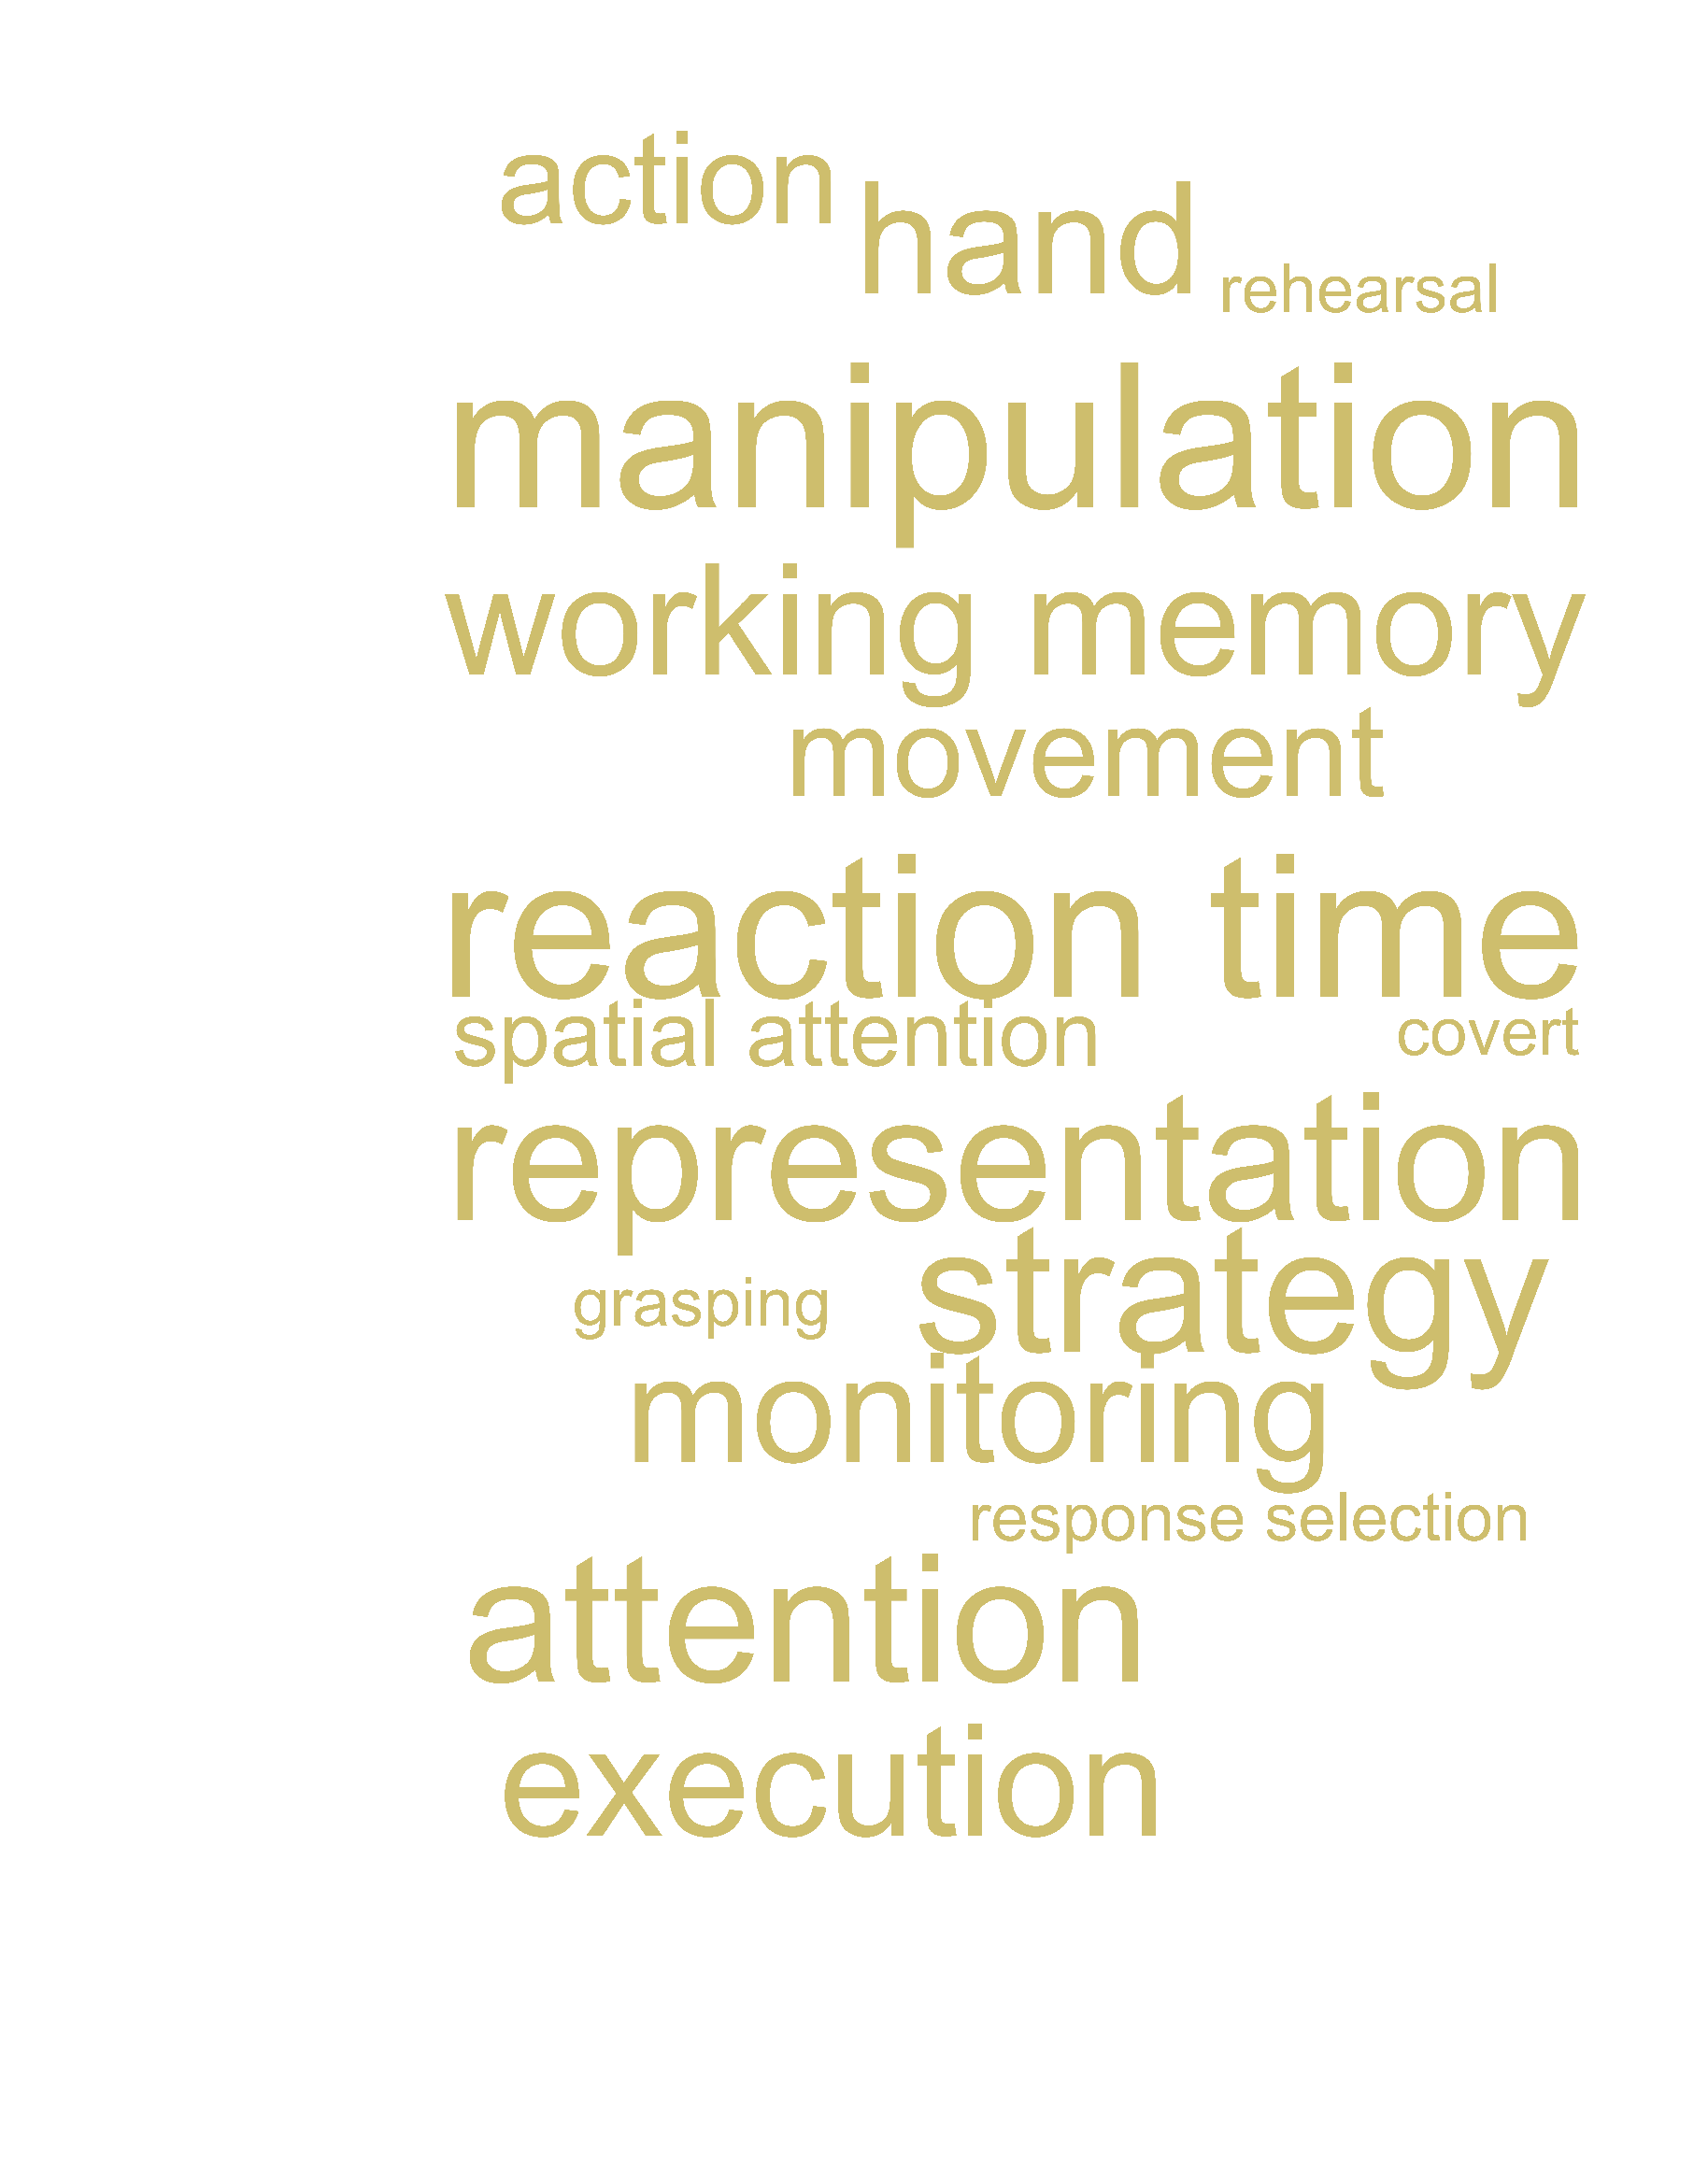 action
hand
rehearsal
manipulation
working memory
movement
reaction time
spatial attention
covert
representation
strategy
grasping
monitoring
response selection
attention
execution